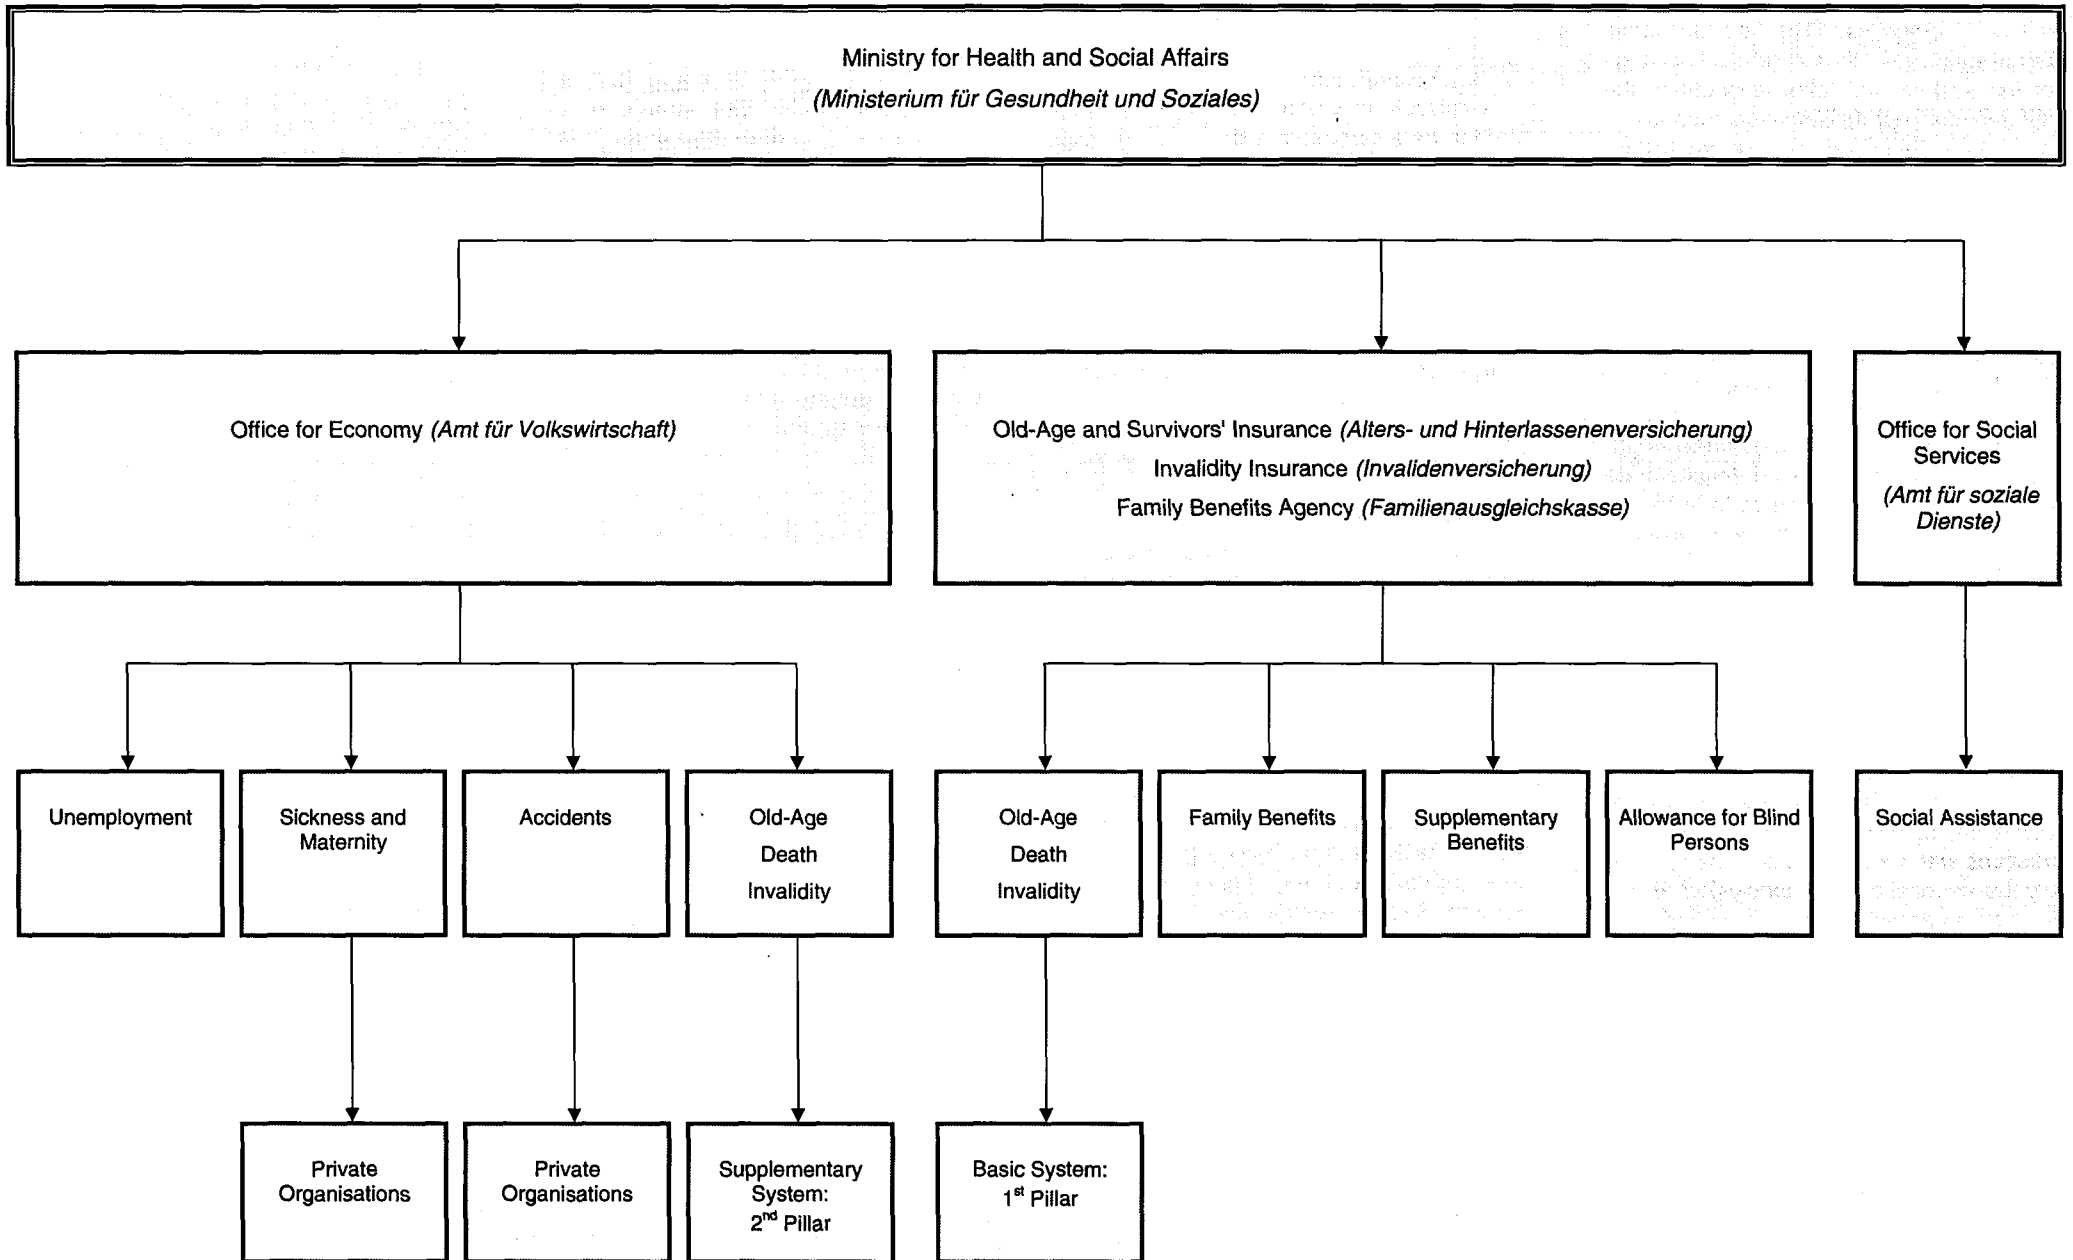 Ministry for Health and Social Affairs
(Ministerium für Gesundheit und Soziales)
Office for Economy (Amt für Volkswirtschaft)
Old-Age and Survivors' Insurance (Alters- und Hinterlassenenversicherung)
Invalidity Insurance (Invalidenversicherung)
Family Benefits Agency (Familienausgleichskasse)
Office for Social
Services
(Amt für soziale
Dienste)
Unemployment
Sickness and
Maternity
Accidents
Old-Age
Death
Invalidity
Old-Age
Death
Invalidity
Family Benefits
Supplementary
Benefits
Allowance for Blind
Persons
Social Assistance
Private
Organisations
Private
Organisations
Supplementary
System:
2nd Pillar
Basic System:
1st Pillar